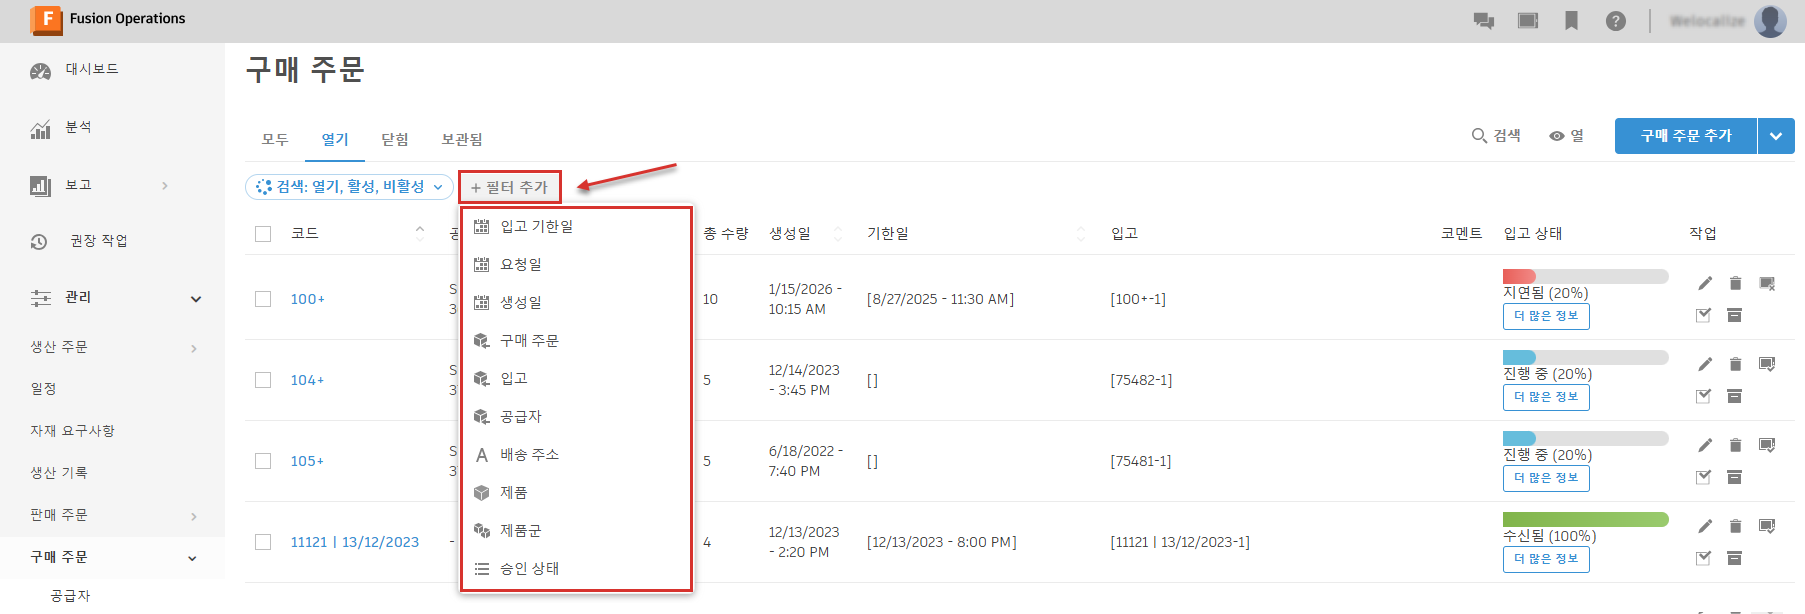 Fusion Operations
Welocalize
대시보드
분석
보고
권장 작업
관리
생산 주문
일정
자재 요구사항
생산 기록
판매 주문
구매 주문
공급자
구매 주문
모두 열기 닫힘 보관됨
검색 열 구매 주문 추가
검색: 열기, 활성, 비활성 + 필터 추가
입고 기한일
요청일
생성일
구매 주문
입고
공급자
배송 주소
제품
제품군
승인 상태
코드 총 수량 생성일 기한일 입고 코멘트 입고 상태 작업
100+ 10 1/15/2026 - [8/27/2025 - 11:30 AM] [100+-1]
10:15 AM
지연됨 (20%)
더 많은 정보
104+ 5 12/14/2023 [] [75482-1]
- 3:45 PM
진행 중 (20%)
더 많은 정보
105+ 5 6/18/2022 - [] [75481-1]
7:40 PM
진행 중 (20%)
더 많은 정보
11121 | 13/12/2023 - 4 12/13/2023 [12/13/2023 - 8:00 PM] [11121 | 13/12/2023-1]
- 2:20 PM
수신됨 (100%)
더 많은 정보